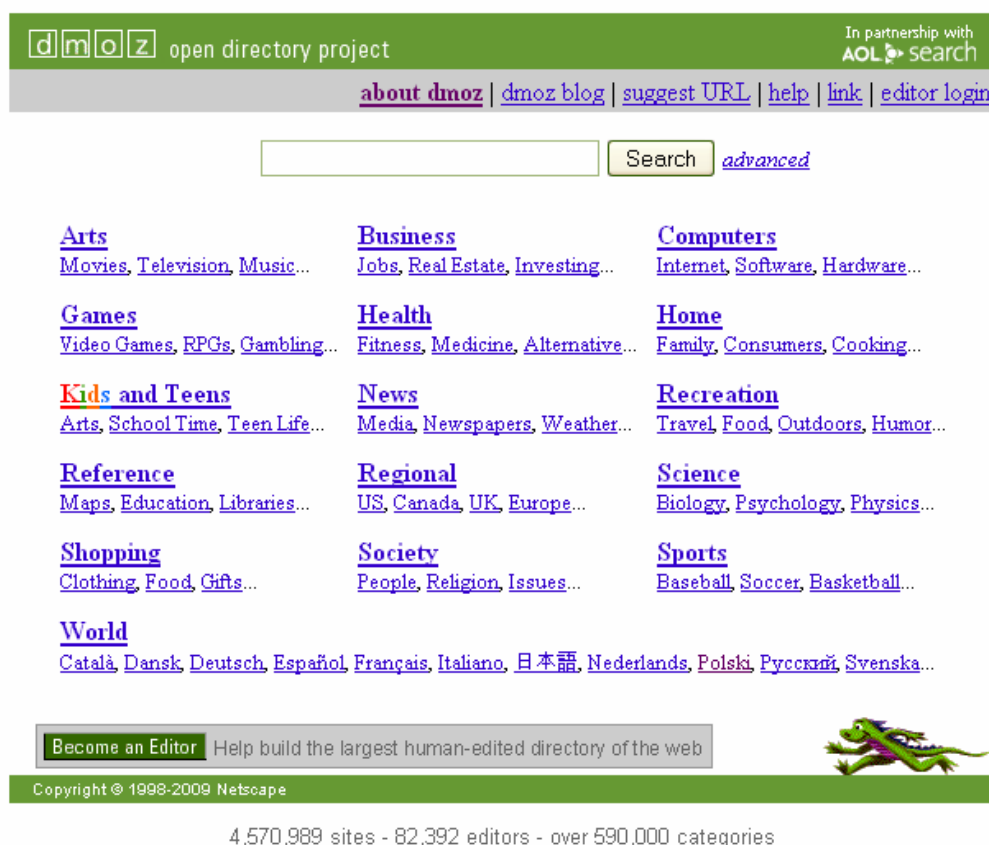 dmoz open directory project
In partnership with
AOL search
about dmoz | dmoz blog | suggest URL | help | link | editor login
Search advanced
Arts Business Computers
Movies, Television, Music... Jobs, Real Estate, Investing... Internet, Software, Hardware...
Games Health Home
Video Games, RPGs, Gambling... Fitness, Medicine, Alternative... Family, Consumers, Cooking...
Kids and Teens News Recreation
Arts, School Time, Teen Life... Media, Newspapers, Weather... Travel, Food, Outdoors, Humor...
Reference Regional Science
Maps, Education, Libraries... US, Canada, UK, Europe... Biology, Psychology, Physics...
Shopping Society Sports
Clothing, Food, Gifts... People, Religion, Issues... Baseball, Soccer, Basketball...
World
Català, Dansk, Deutsch, Español, Français, Italiano, 日本語, Nederlands, Polski, Русский, Svenska...
Become an Editor Help build the largest human-edited directory of the web
Copyright © 1998-2009 Netscape
4,570,989 sites - 82,392 editors - over 590,000 categories